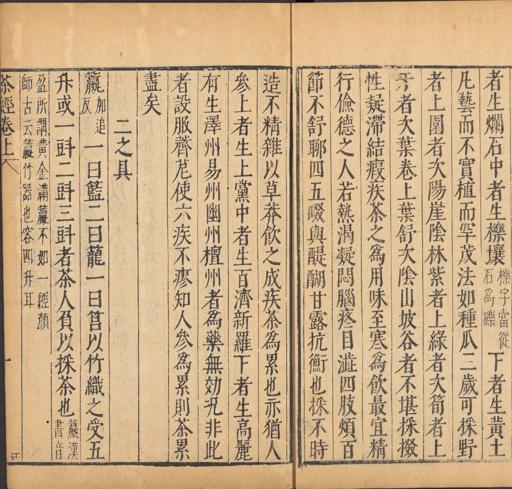 者生爛石中者生櫟壤櫟字當從石爲礫下者生黄土
凡藝而不實植而罕茂法如種瓜三歲可採野
者上園者次陽崖陰林紫者上緑者次筍者上
牙者次葉卷上葉舒次陰山坡谷者不堪採掇
性凝滯結瘕疾茶之爲用味至寒爲飲最宜精
行儉德之人若熱渴凝悶腦疼目澁四肢煩百
節不舒聊四五啜與醍醐甘露抗衡也採不時
造不精雜以草莽飲之成疾茶爲累也亦猶人
參上者生上黨中者生百濟新羅下者生高麗
有生澤州易州幽州檀州者爲藥無効况非此
者設服薺苨使六疾不瘳知人參爲累則茶累
盡矣
二之具
籯加追反一曰籃二曰籠一曰筥以竹織之受五
升或一㪷二㪷三㪷者茶人負以採茶也籯漢書音
盈所謂黄金滿籯不如一經顔
師古云籯竹器也容四升耳
茶經卷上 一